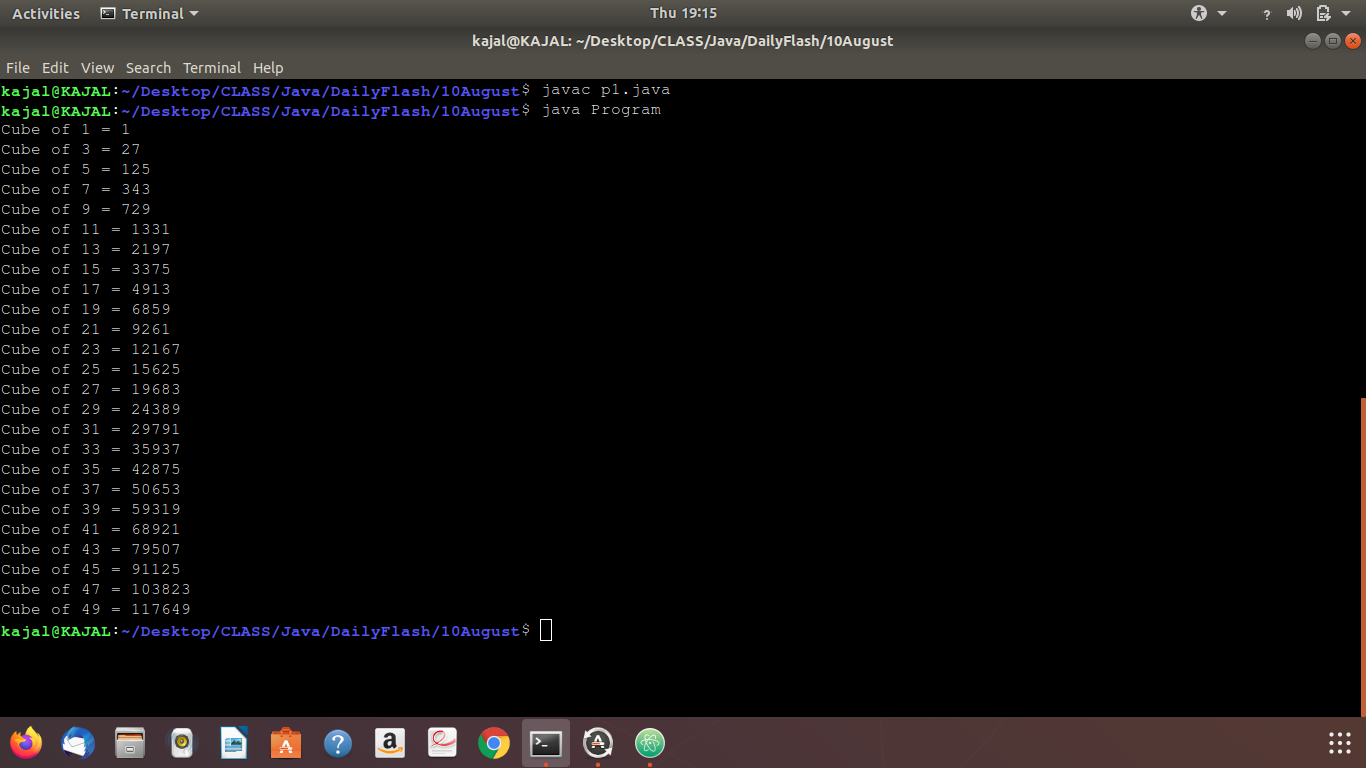 Activities Terminal Thu 19:15
kajal@KAJAL: ~/Desktop/CLASS/Java/DailyFlash/10August
File Edit View Search Terminal Help
kajal@KAJAL:~/Desktop/CLASS/Java/DailyFlash/10August$ javac p1.java
kajal@KAJAL:~/Desktop/CLASS/Java/DailyFlash/10August$ java Program
Cube of 1 = 1
Cube of 3 = 27
Cube of 5 = 125
Cube of 7 = 343
Cube of 9 = 729
Cube of 11 = 1331
Cube of 13 = 2197
Cube of 15 = 3375
Cube of 17 = 4913
Cube of 19 = 6859
Cube of 21 = 9261
Cube of 23 = 12167
Cube of 25 = 15625
Cube of 27 = 19683
Cube of 29 = 24389
Cube of 31 = 29791
Cube of 33 = 35937
Cube of 35 = 42875
Cube of 37 = 50653
Cube of 39 = 59319
Cube of 41 = 68921
Cube of 43 = 79507
Cube of 45 = 91125
Cube of 47 = 103823
Cube of 49 = 117649
kajal@KAJAL:~/Desktop/CLASS/Java/DailyFlash/10August$